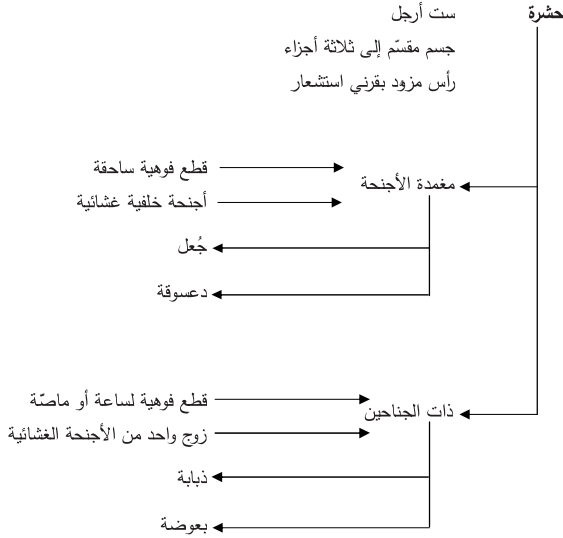 حشرة
ست أرجل
جسم مقسّم إلى ثلاثة أجزاء
رأس مزود بقرني استشعار
مغمدة الأجنحة
قطع فوهية ساحقة
أجنحة خلفية غشائية
جُعل
دعسوقة
ذات الجناحين
قطع فوهية لساعة أو ماصّة
زوج واحد من الأجنحة الغشائية
ذبابة
بعوضة